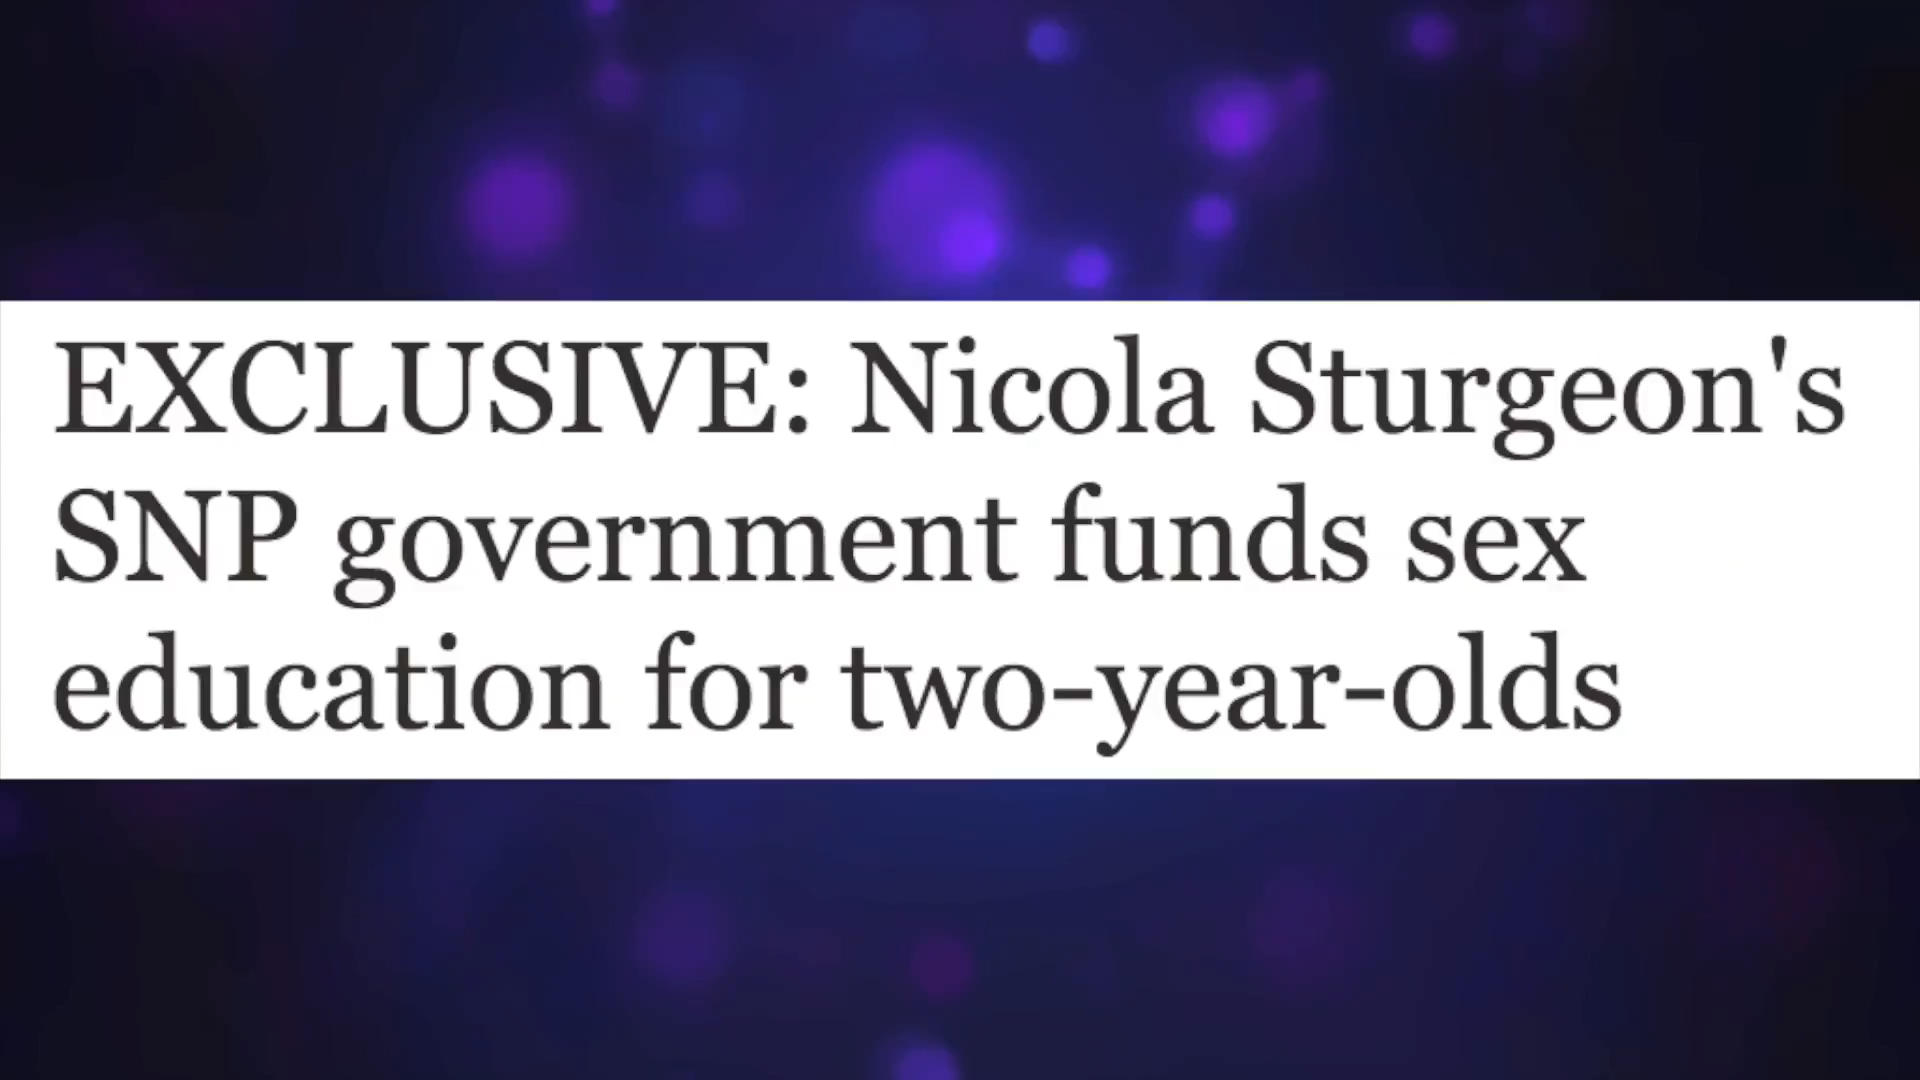 EXCLUSIVE: Nicola Sturgeon's
SNP government funds sex
education for two-year-olds